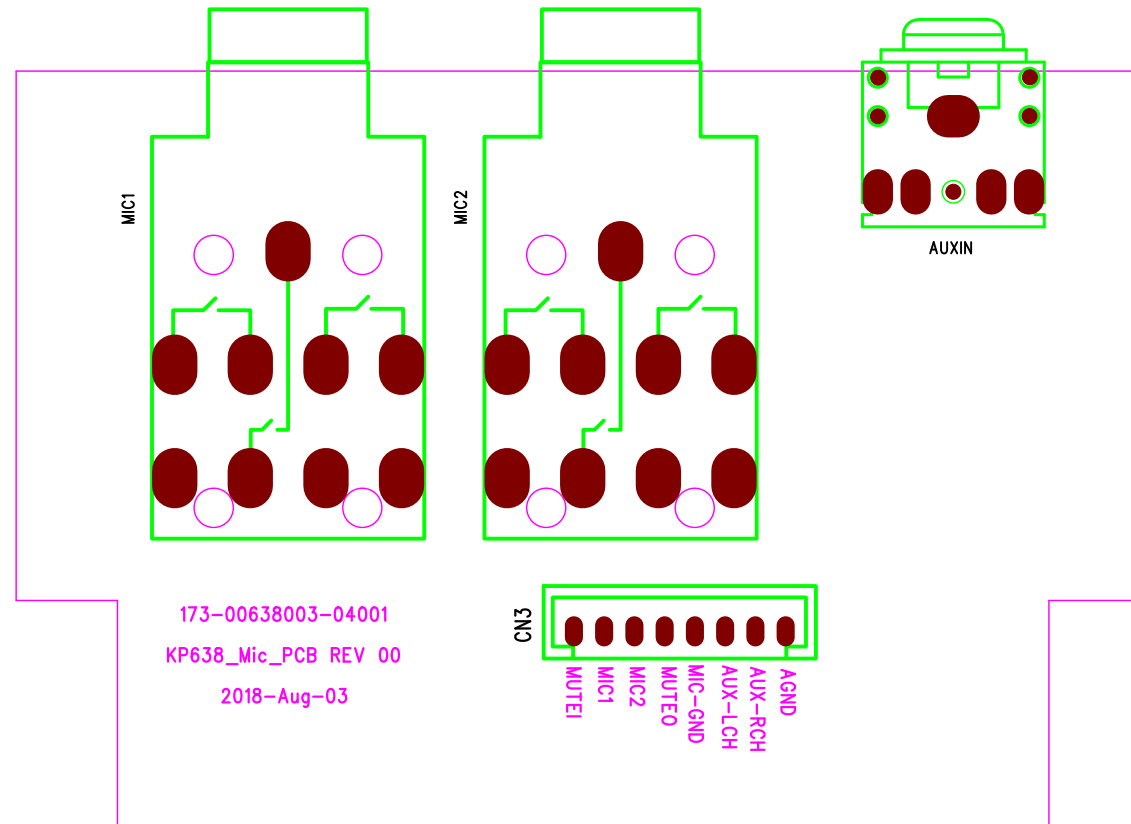 MIC1
MIC2
AUXIN
173-00638003-04001
KP638_Mic_PCB REV 00
2018-Aug-03
CN3
MUTEI
MIC1
MIC2
MUTEO
MIC-GND
AUX-LCH
AUX-RCH
AGND